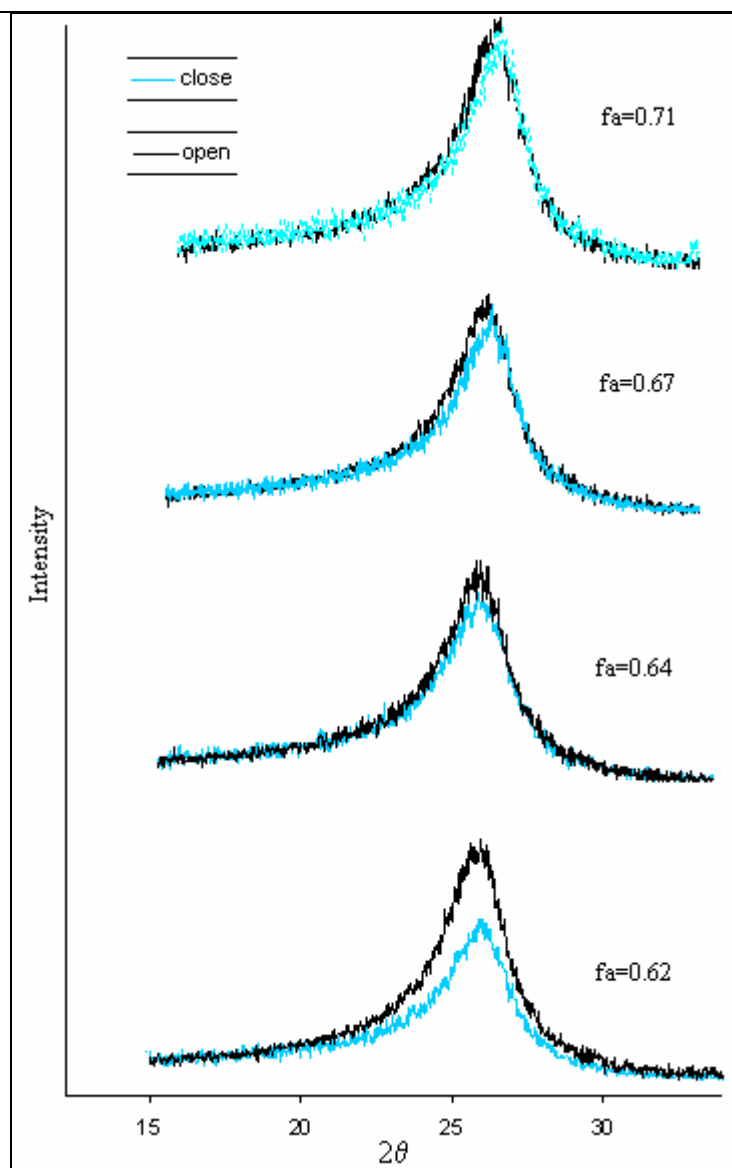 close
open
fa=0.71
fa=0.67
fa=0.64
fa=0.62
Intensity
15 20 25 30
2θ